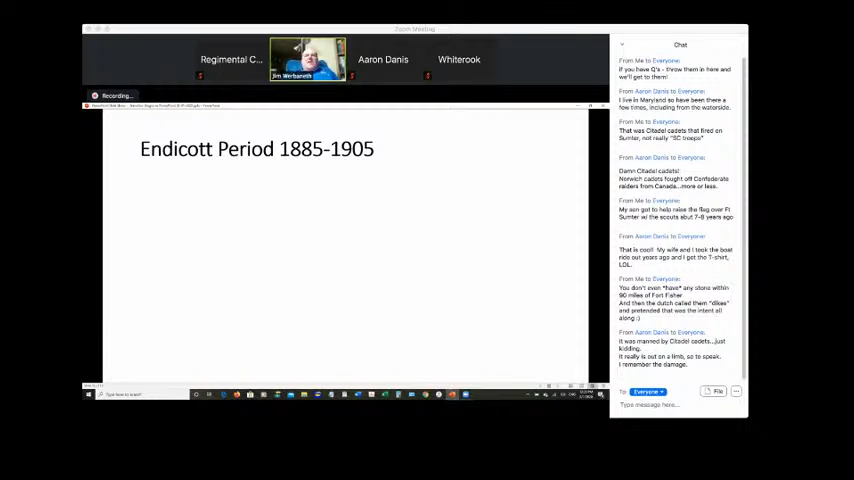 Zoom Meeting
Regimental C...
Jim Werbaneth
Aaron Danis
Whiterook
Recording...
Endicott Period 1885-1905
Type here to search
Chat
From Me to Everyone:
If you have Q's - throw them in here and
we'll get to them!
From Aaron Danis to Everyone:
I live in Maryland so have been there a
few times, including from the waterside.
From Me to Everyone:
That was Citadel cadets that fired on
Sumter, not really "SC troops"
From Aaron Danis to Everyone:
Damn Citadel cadets!
Norwich cadets fought off Confederate
raiders from Canada...more or less.
From Me to Everyone:
My son got to help raise the flag over Ft
Sumter w/ the scouts abut 7-8 years ago
From Aaron Danis to Everyone:
That is cool! My wife and I took the boat
ride out years ago and I get the T-shirt,
LOL.
From Me to Everyone:
You don't even *have* any stone within
90 miles of Fort Fisher
And then the dutch called them "dikes"
and pretended that was the intent all
along :)
From Aaron Danis to Everyone:
It was manned by Citadel cadets...just
kidding.
It really is out on a limb, so to speak.
I remember the damage.
To: Everyone
File
Type message here...